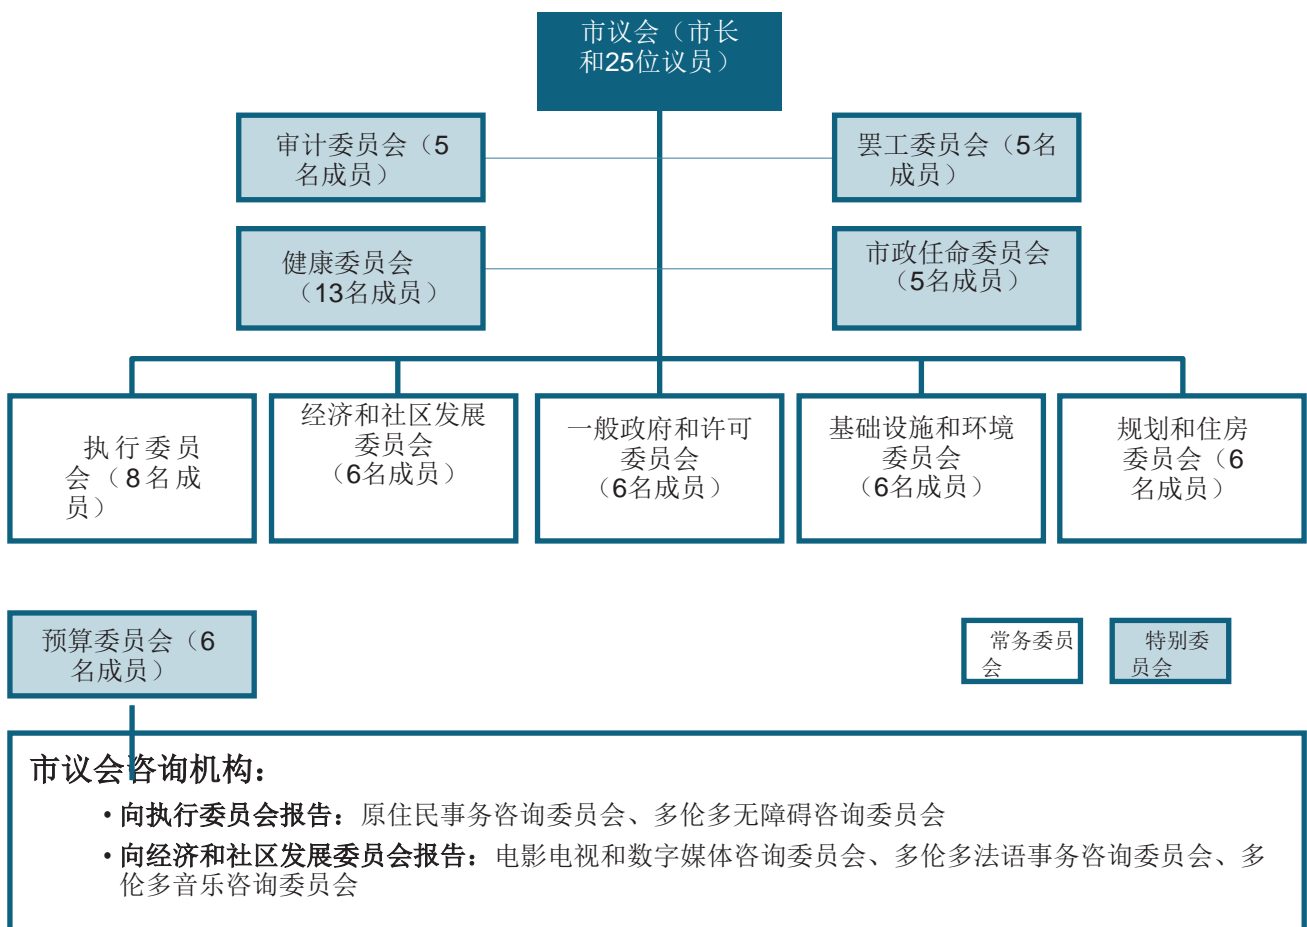 市议会（市长
和25位议员）
审计委员会（5
名成员）
罢工委员会（5名
成员）
健康委员会
（13名成员）
市政任命委员会
（5名成员）
执行委员
会（8名成
员）
经济和社区发展
委员会
（6名成员）
一般政府和许可
委员会
（6名成员）
基础设施和环境
委员会
（6名成员）
规划和住房
委员会（6
名成员）
预算委员会（6
名成员）
常务委员
会
特别委
员会
市议会咨询机构：
•向执行委员会报告：原住民事务咨询委员会、多伦多无障碍咨询委员会
•向经济和社区发展委员会报告：电影电视和数字媒体咨询委员会、多伦多法语事务咨询委员会、多
伦多音乐咨询委员会